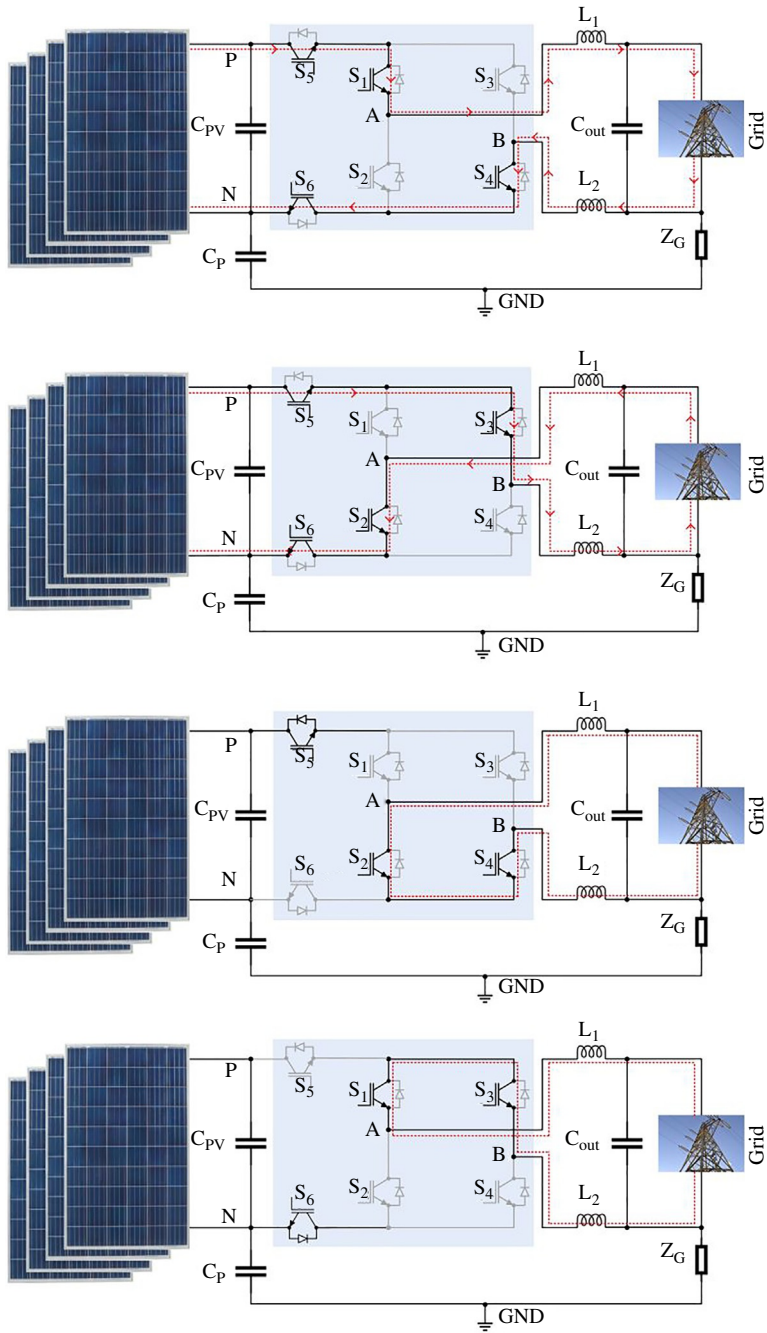 L1
P
S5
S1
S3
A
CPV
B
Cout
Grid
S2
S4
S6
L2
N
ZG
CP
GND
L1
P
S5
S1
S3
A
CPV
B
Cout
Grid
S6
S2
S4
L2
N
ZG
CP
GND
L1
P
S5
S1
S3
A
CPV
B
Cout
Grid
S2
S4
L2
S6
N
CP
ZG
GND
L1
P
S5
S1
S3
A
CPV
B
Cout
Grid
S6
S2
S4
L2
N
ZG
CP
GND